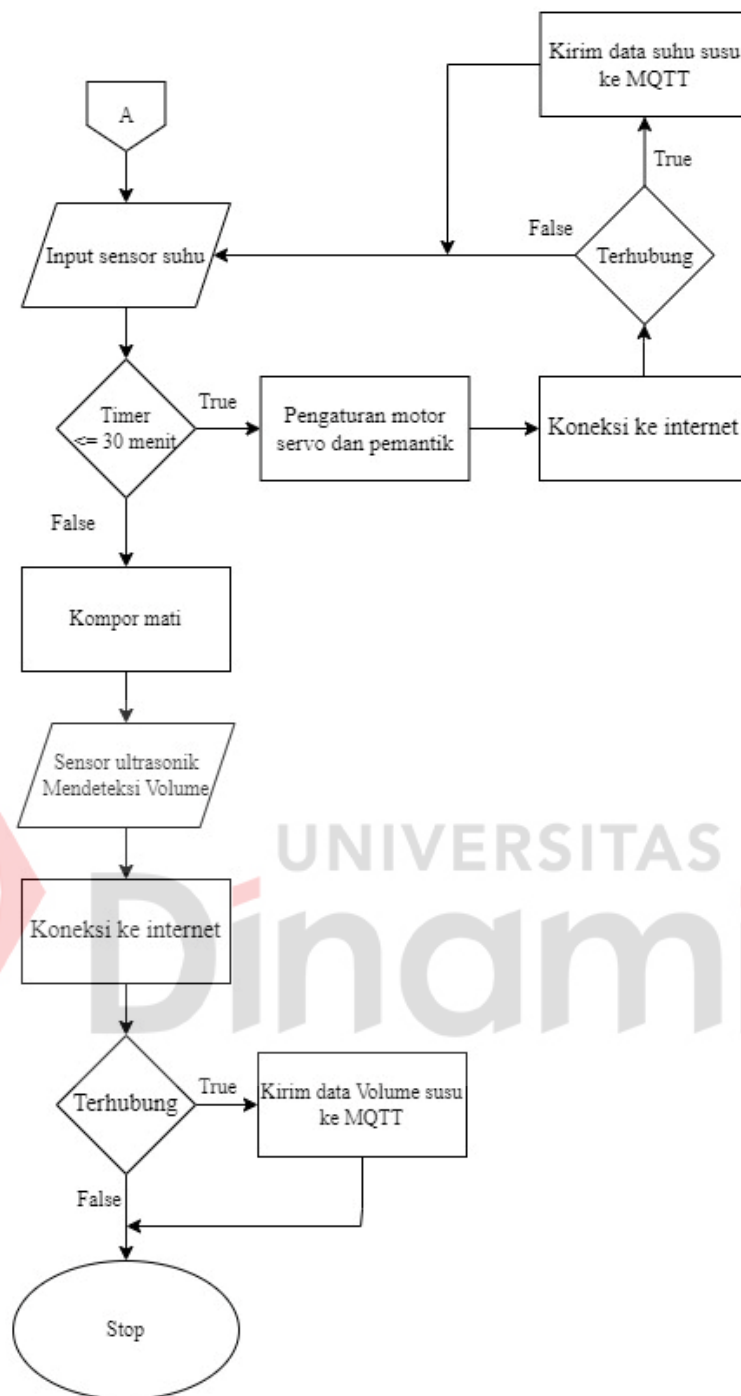 Kirim data suhu susu
ke MQTT
A
True
False
Terhubung
Input sensor suhu
Timer
<= 30 menit
True
Pengaturan motor
servo dan pemantik
Koneksi ke internet
False
Kompor mati
Sensor ultrasonik
Mendeteksi Volume
UNIVERSITAS
Koneksi ke internet
Dinam
Terhubung
True
Kirim data Volume susu
ke MQTT
False
Stop